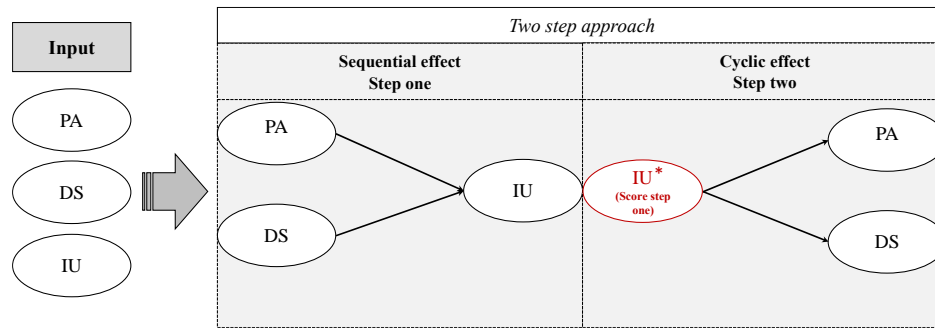 Two step approach
Input
Sequential effect
Step one
Cyclic effect
Step two
PA
DS
IU
PA
DS
IU
IU*
(Score step
one)
PA
DS